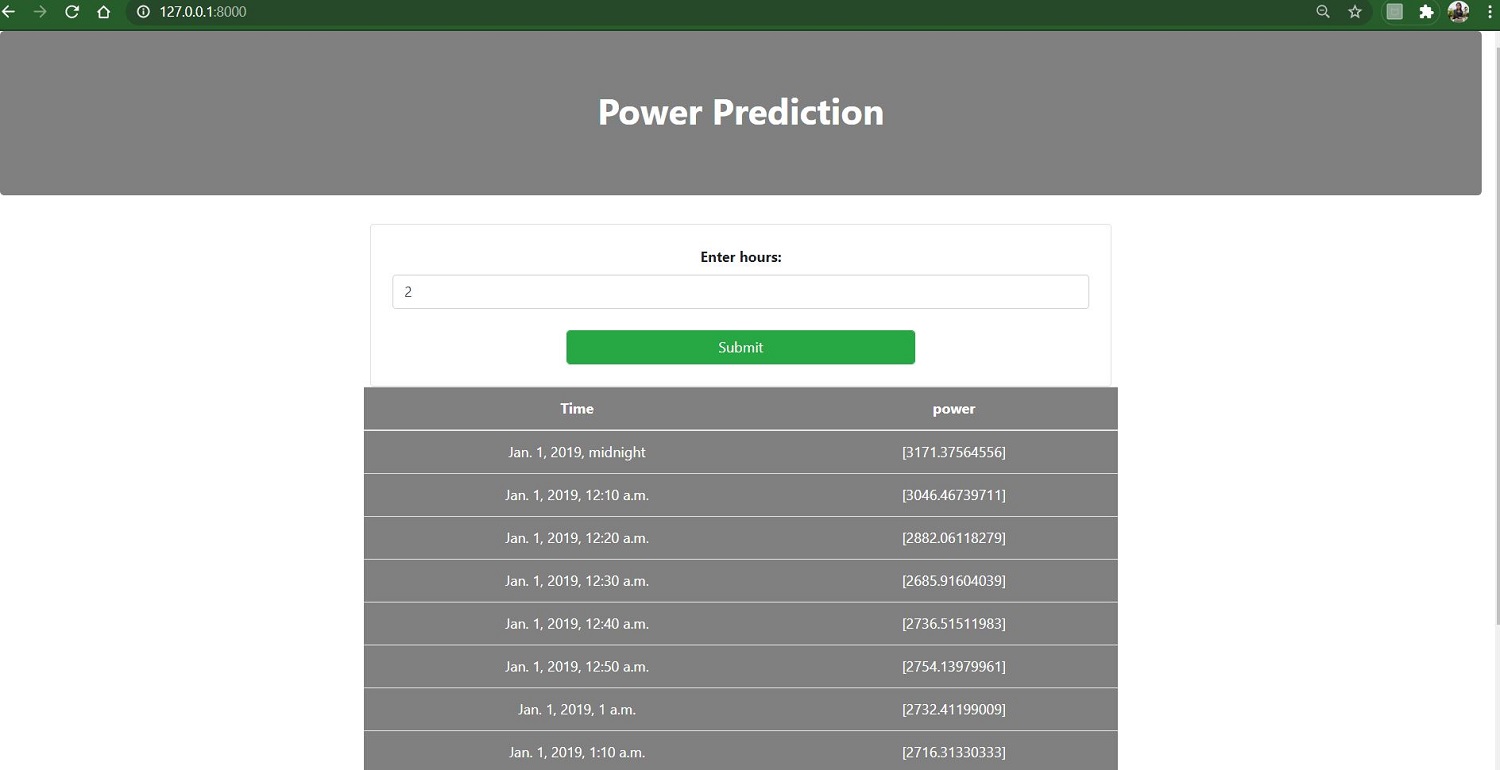 127.0.0.1:8000
Power Prediction
Enter hours:
2
Submit
Time power
Jan. 1, 2019, midnight [3171.37564556]
Jan. 1, 2019, 12:10 a.m. [3046.46739711]
Jan. 1, 2019, 12:20 a.m. [2882.06118279]
Jan. 1, 2019, 12:30 a.m. [2685.91604039]
Jan. 1, 2019, 12:40 a.m. [2736.51511983]
Jan. 1, 2019, 12:50 a.m. [2754.13979961]
Jan. 1, 2019, 1 a.m. [2732.41199009]
Jan. 1, 2019, 1:10 a.m. [2716.31330333]